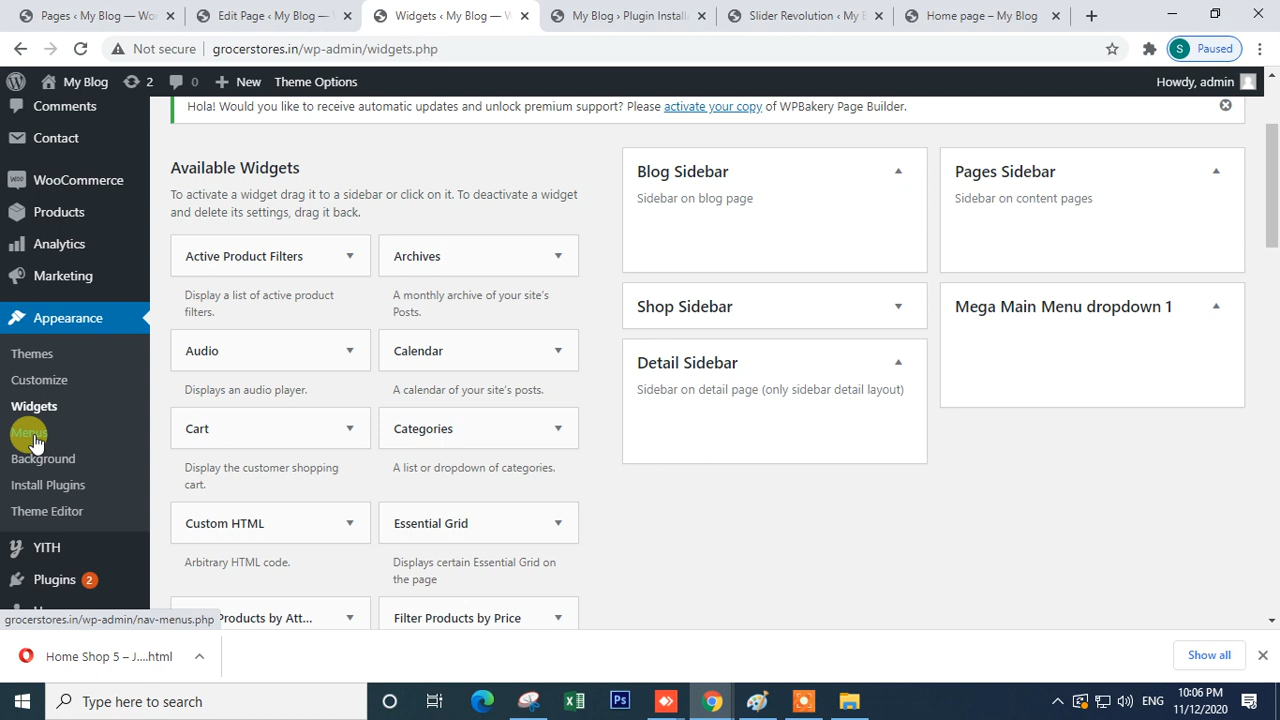 Pages ‹ My Blog — Wor
Edit Page ‹ My Blog — W
Widgets ‹ My Blog — W
My Blog › Plugin Install
Slider Revolution ‹ My B
Home page – My Blog
Not secure
grocerstores.in/wp-admin/widgets.php
S
Paused
My Blog
2
0
New
Theme Options
Howdy, admin
Comments
Contact
WooCommerce
Products
Analytics
Marketing
Appearance
Themes
Customize
Widgets
Menus
Background
Install Plugins
Theme Editor
YITH
Plugins
2
grocerstores.in/wp-admin/nav-menus.php
Hola! Would you like to receive automatic updates and unlock premium support? Please activate your copy of WPBakery Page Builder.
Available Widgets
To activate a widget drag it to a sidebar or click on it. To deactivate a widget
and delete its settings, drag it back.
Active Product Filters
Display a list of active product
filters.
Archives
A monthly archive of your site's
Posts.
Audio
Displays an audio player.
Calendar
A calendar of your site's posts.
Cart
Display the customer shopping
cart.
Categories
A list or dropdown of categories.
Custom HTML
Arbitrary HTML code.
Essential Grid
Displays certain Essential Grid on
the page
Products by Att...
Filter Products by Price
Blog Sidebar
Sidebar on blog page
Shop Sidebar
Detail Sidebar
Sidebar on detail page (only sidebar detail layout)
Pages Sidebar
Sidebar on content pages
Mega Main Menu dropdown 1
Home Shop 5 – J....html
Show all
Type here to search
Ps
ENG
10:06 PM
11/12/2020